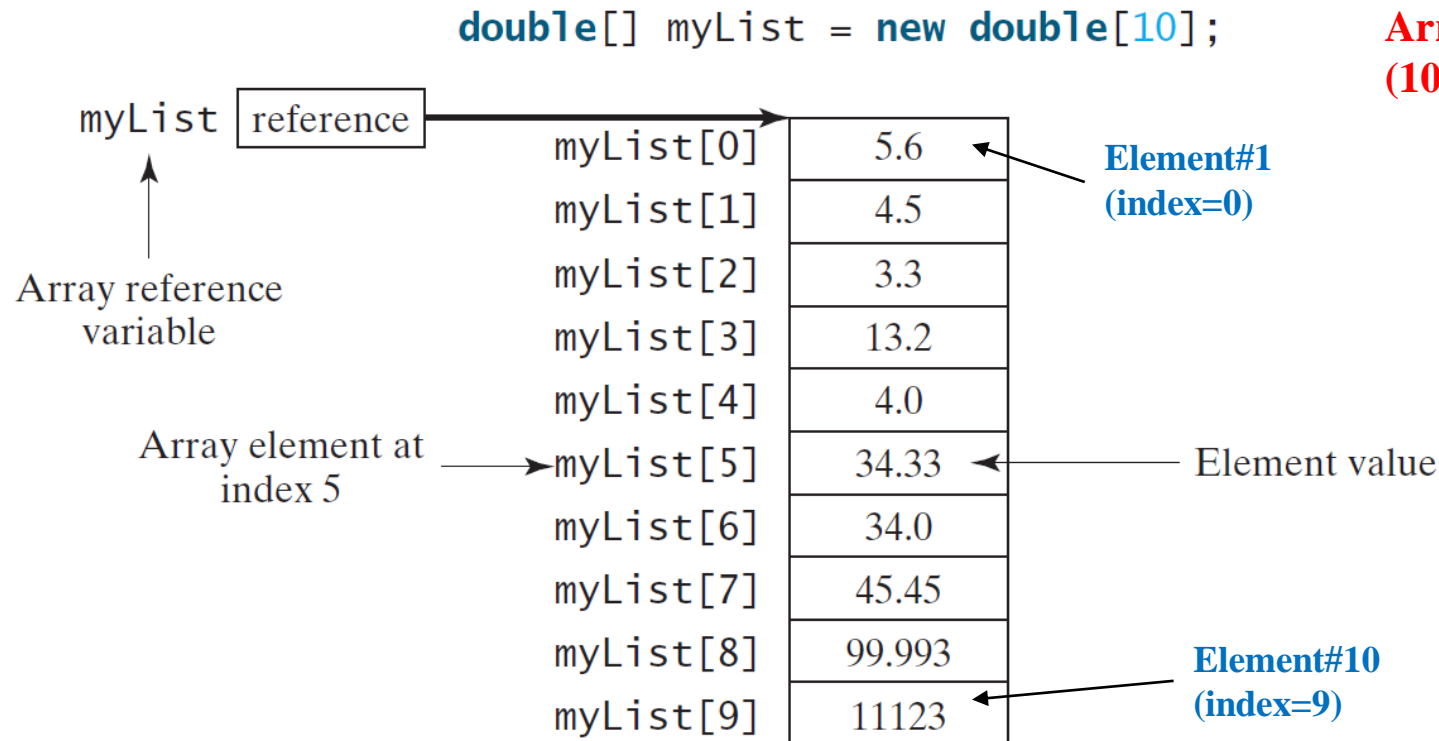 double[] myList = new double[10];
(10
myList reference
myList[0] 5.6
Element#1
(index=0)
myList[1] 4.5
myList[2] 3.3
Array reference
variable
myList[3] 13.2
myList[4] 4.0
Array element at
index 5
myList[5] 34.33
Element value
myList[6] 34.0
myList[7] 45.45
myList[8] 99.993
Element#10
(index=9)
myList[9] 11123